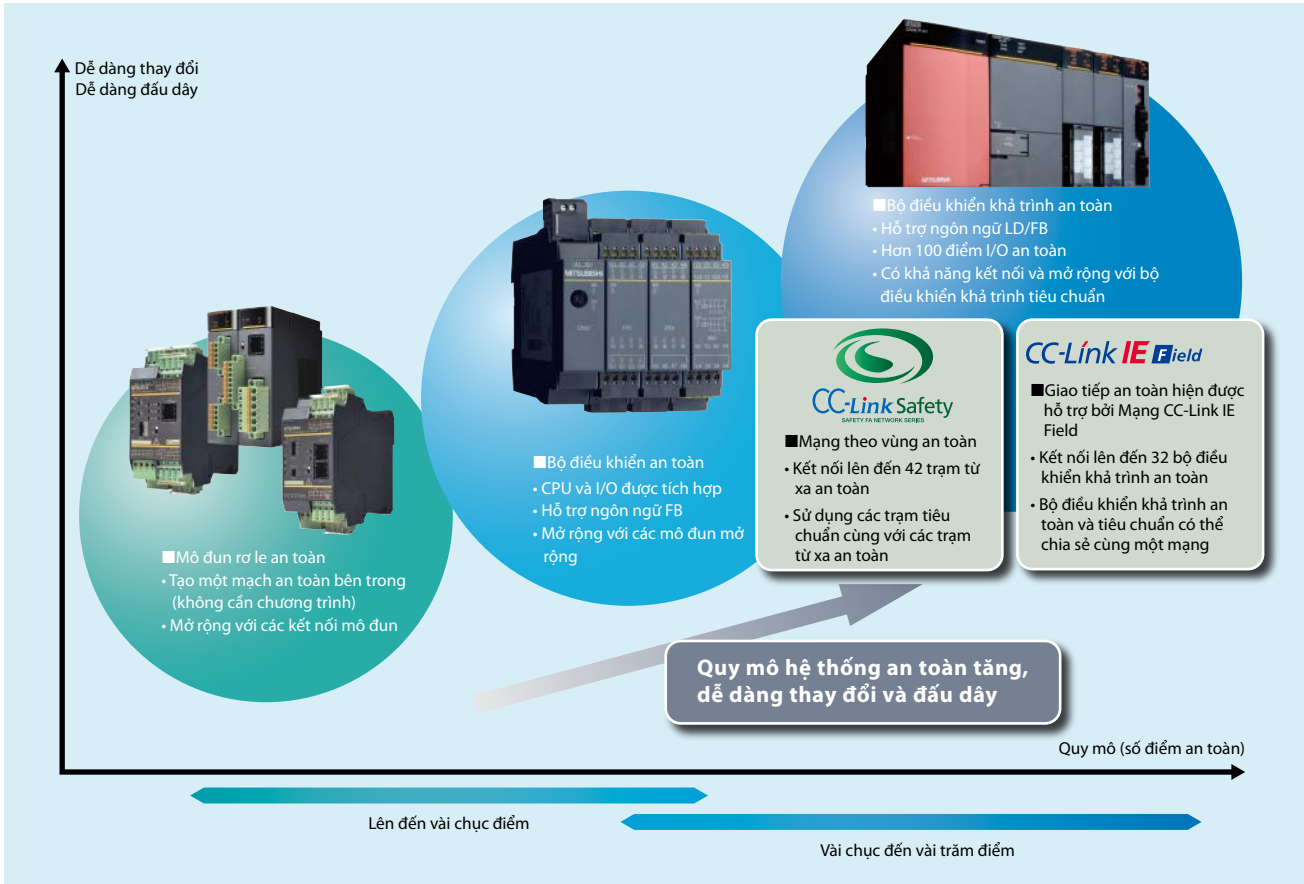 Dễ dàng thay đổi
Dễ dàng đấu dây
MITSUBISHI
■Bộ điều khiển khả trình an toàn
• Hỗ trợ ngôn ngữ LD/FB
• Hơn 100 điểm I/O an toàn
• Có khả năng kết nối và mở rộng với bộ
điều khiển khả trình tiêu chuẩn
MITSUBISHI
■Bộ điều khiển an toàn
• CPU và I/O được tích hợp
• Hỗ trợ ngôn ngữ FB
• Mở rộng với các mô đun mở
rộng
■Mô đun rơ le an toàn
• Tạo một mạch an toàn bên trong
(không cần chương trình)
• Mở rộng với các kết nối mô đun
CC-Link Safety
SAFETY FA NETWORK SERIES
■Mạng theo vùng an toàn
• Kết nối lên đến 42 trạm từ
xa an toàn
• Sử dụng các trạm tiêu
chuẩn cùng với các trạm
từ xa an toàn
CC-Link IE Field
■Giao tiếp an toàn hiện được
hỗ trợ bởi Mạng CC-Link IE
Field
• Kết nối lên đến 32 bộ điều
khiển khả trình an toàn
• Bộ điều khiển khả trình an
toàn và tiêu chuẩn có thể
chia sẻ cùng một mạng
Quy mô hệ thống an toàn tăng,
dễ dàng thay đổi và đấu dây
Quy mô (số điểm an toàn)
Lên đến vài chục điểm
Vài chục đến vài trăm điểm